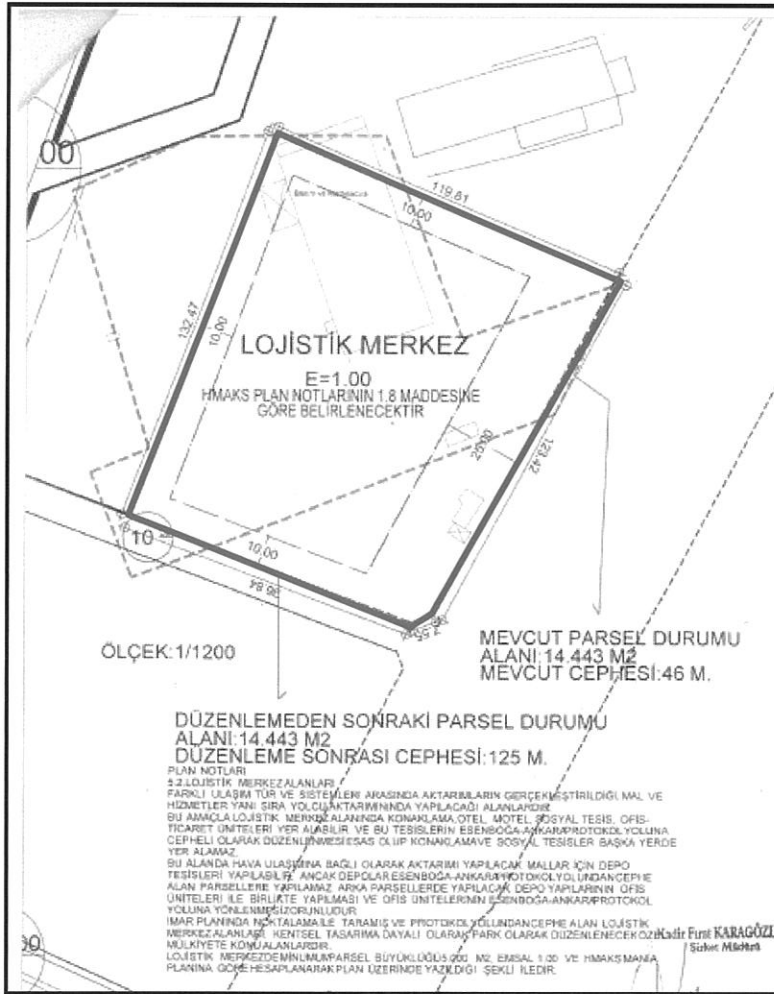 00
119.81
10.00
132.47
10.00
LOJİSTİK MERKEZ
E=1.00
HMAKS PLAN NOTLARININ 1.8 MADDESİNE
GÖRE BELİRLENECEKTİR
25.00
123.42
10
10.00
96.84
7.55
ÖLÇEK:1/1200
MEVCUT PARSEL DURUMU
ALANI:14.443 M2
MEVCUT CEPHESİ:46 M.
DÜZENLEMEDEN SONRAKİ PARSEL DURUMU
ALANI:14.443 M2
DÜZENLEME SONRASI CEPHESİ:125 M.
PLAN NOTLARI
5.2.LOJİSTİK MERKEZ ALANLARI
FARKLI ULAŞIM TÜR VE SİSTEMLERİ ARASINDA AKTARIMLARIN GERÇEKLEŞTİRİLDİĞİ, MAL VE
HİZMETLER YANI SIRA YOLCU AKTARIMININDA YAPILACAĞI ALANLARDIR
BU AMAÇLA LOJİSTİK MERKEZ ALANINDA KONAKLAMA,OTEL, MOTEL, SOSYAL TESİS, OFİS-
TİCARET ÜNİTELERİ YER ALABİLİR VE BU TESİSLERİN ESENBOĞA-ANKARA PROTOKOL YOLUNA
CEPHELİ OLARAK DÜZENLENMESİ ESAS OLUP KONAKLAMA VE SOSYAL TESİSLER BAŞKA YERDE
YER ALAMAZ.
BU ALANDA HAVA ULAŞIMINA BAĞLI OLARAK AKTARIMI YAPILACAK MALLAR İÇİN DEPO
TESİSLERİ YAPILABİLİR. ANCAK DEPOLAR ESENBOĞA-ANKARA PROTOKOL YOLUNDAN CEPHE
ALAN PARSELLERE YAPILAMAZ. ARKA PARSELLERDE YAPILACAK DEPO YAPILARININ OFİS
ÜNİTELERİ İLE BİRLİKTE YAPILMASI VE OFİS ÜNİTELERİNİN ESENBOĞA-ANKARA PROTOKOL
YOLUNA YÖNLENMESİ ZORUNLUDUR
İMAR PLANINDA NOKTALAMA İLE TARAMIŞ VE PROTOKOL YOLUNDAN CEPHE ALAN LOJİSTİK
MERKEZ ALANLARI, KENTSEL TASARIMA DAYALI OLARAK PARK OLARAK DÜZENLENECEK ÖZEL
MÜLKİYETE KONU ALANLARDIR.
LOJİSTİK MERKEZDE MİNUMUM PARSEL BÜYÜKLÜĞÜ 5.000 M2, EMSAL 1.00 VE HMAKS MANİA
PLANINA GÖRE HESAPLANARAK PLAN ÜZERİNDE YAZILDIĞI ŞEKLİ İLEDİR.
Kadir Fırat KARAGÖZL
Şirket Müdürü
00